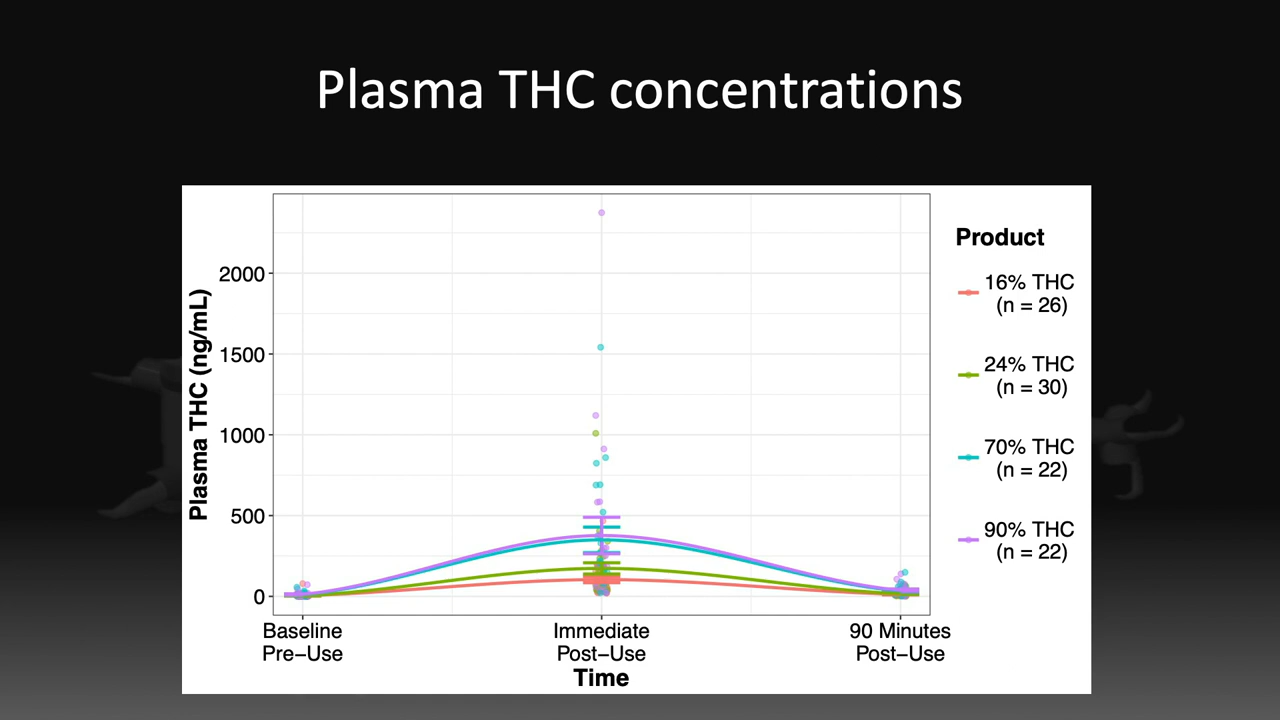 Plasma THC concentrations
Plasma THC (ng/mL)
2000
1500
1000
500
0
Baseline
Pre−Use
Immediate
Post−Use
90 Minutes
Post−Use
Time
Product
16% THC
(n = 26)
24% THC
(n = 30)
70% THC
(n = 22)
90% THC
(n = 22)